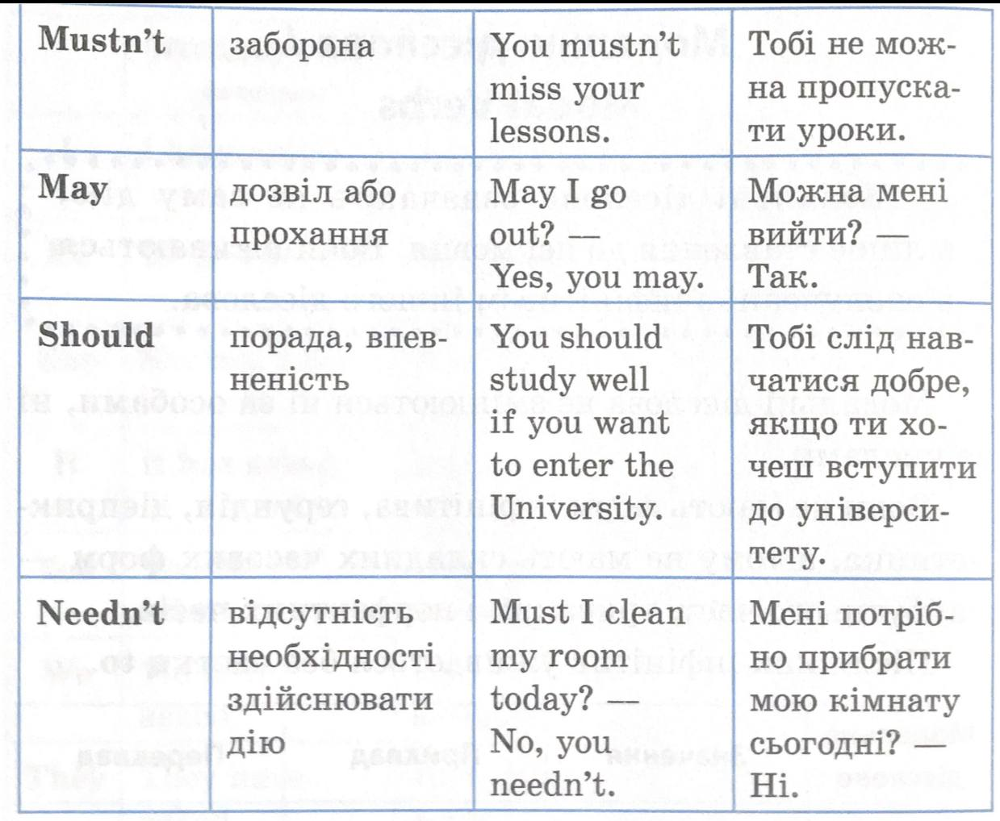 Mustn't
заборона
You mustn't
miss your
lessons.
Тобі не мож-
на пропуска-
ти уроки.
May
дозвіл або
прохання
May I go
out? —
Yes, you may.
Можна мені
вийти? —
Так.
Should
порада, впев-
неність
You should
study well
if you want
to enter the
University.
Тобі слід нав-
чатися добре,
якщо ти хо-
чеш вступити
до універси-
тету.
Needn't
відсутність
необхідності
здійснювати
дію
Must I clean
my room
today? —
No, you
needn't.
Мені потріб-
но прибрати
мою кімнату
сьогодні? —
Ні.